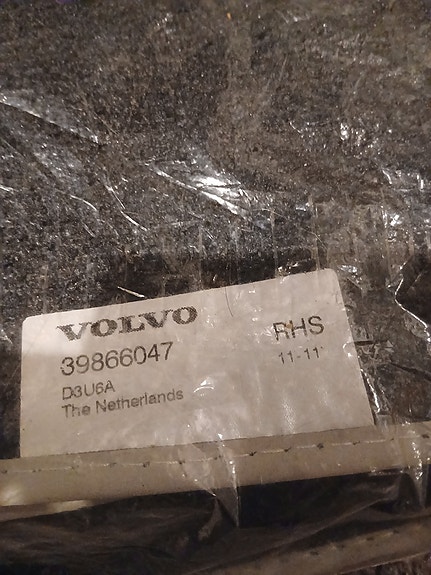 VOLVO
39866047 RHS
D3U6A 11-11
The Netherlands